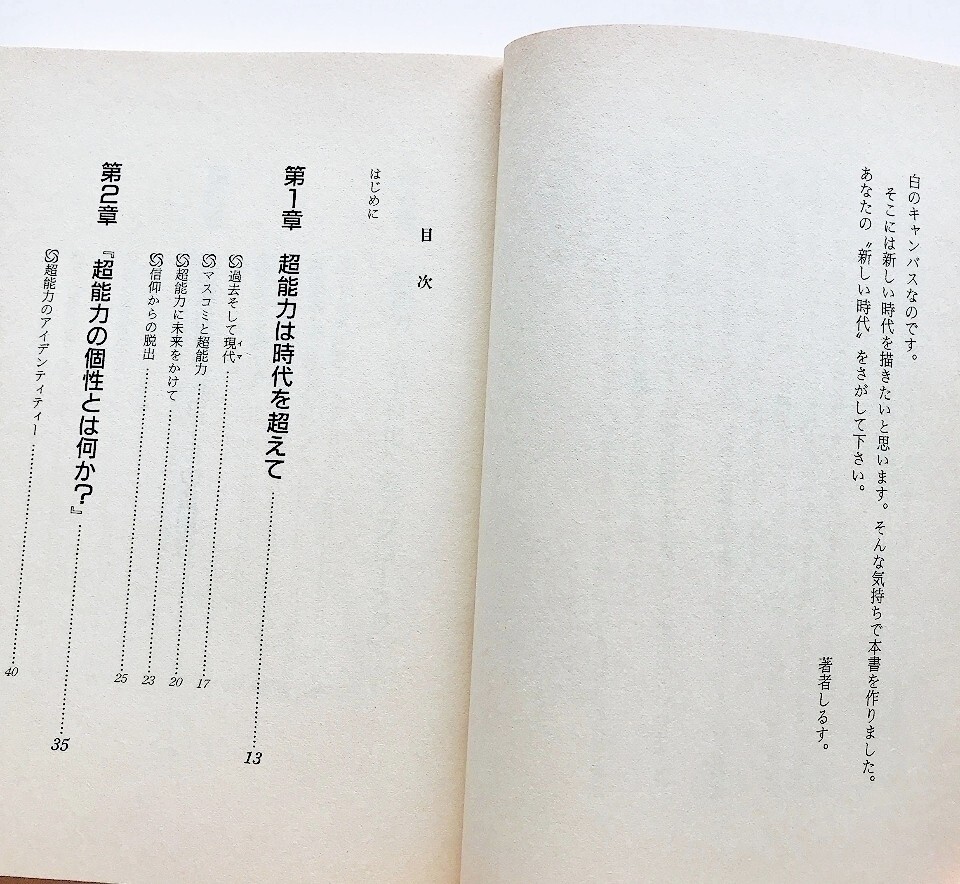 白のキャンバスなのです。
そこには新しい時代を描きたいと思います。そんな気持ちで本書を作りました。
あなたの〝新しい時代〟をさがして下さい。
著者しるす。
目次
はじめに
第1章 超能力は時代を超えて 13
過去そして現代 17
イマ
マスコミと超能力 20
超能力に未来をかけて 23
信仰からの脱出 25
第2章 『超能力の個性とは何か?』 35
超能力のアイデンティティー 40